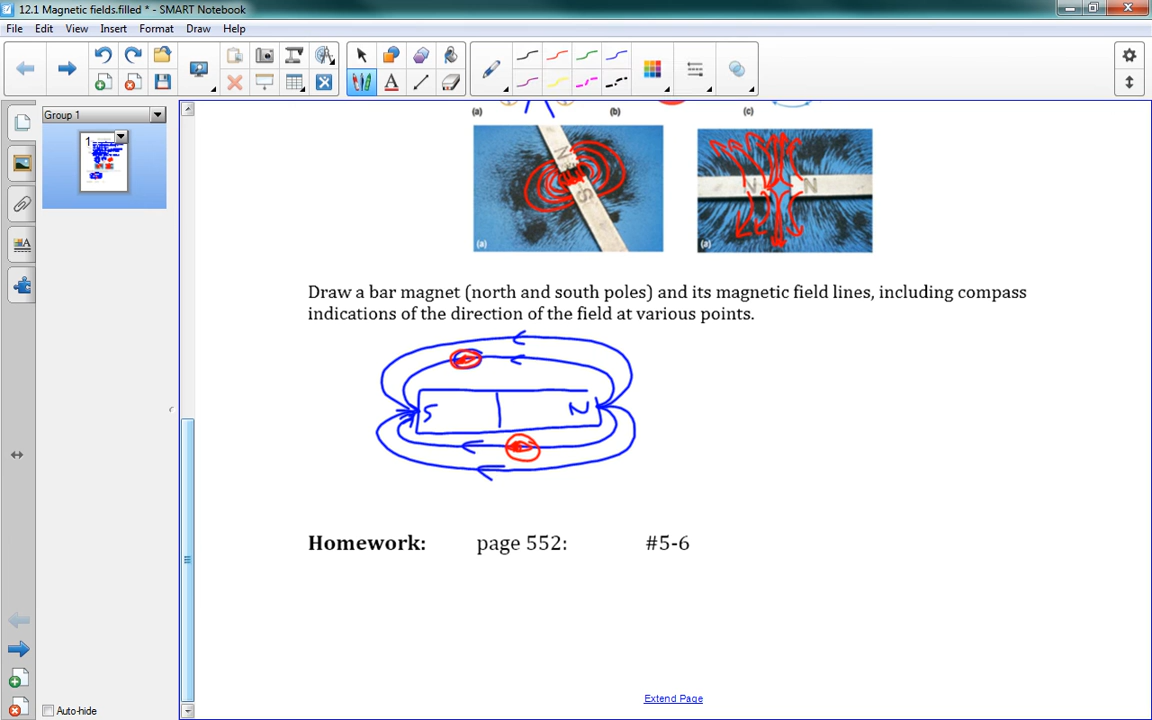 12.1 Magnetic fields.filled * - SMART Notebook
File Edit View Insert Format Draw Help
Group 1
1
(a) (b) (c)
N S
(a)
N N
(a)
Draw a bar magnet (north and south poles) and its magnetic field lines, including compass
indications of the direction of the field at various points.
S N
Homework: page 552: #5-6
Extend Page
Auto-hide